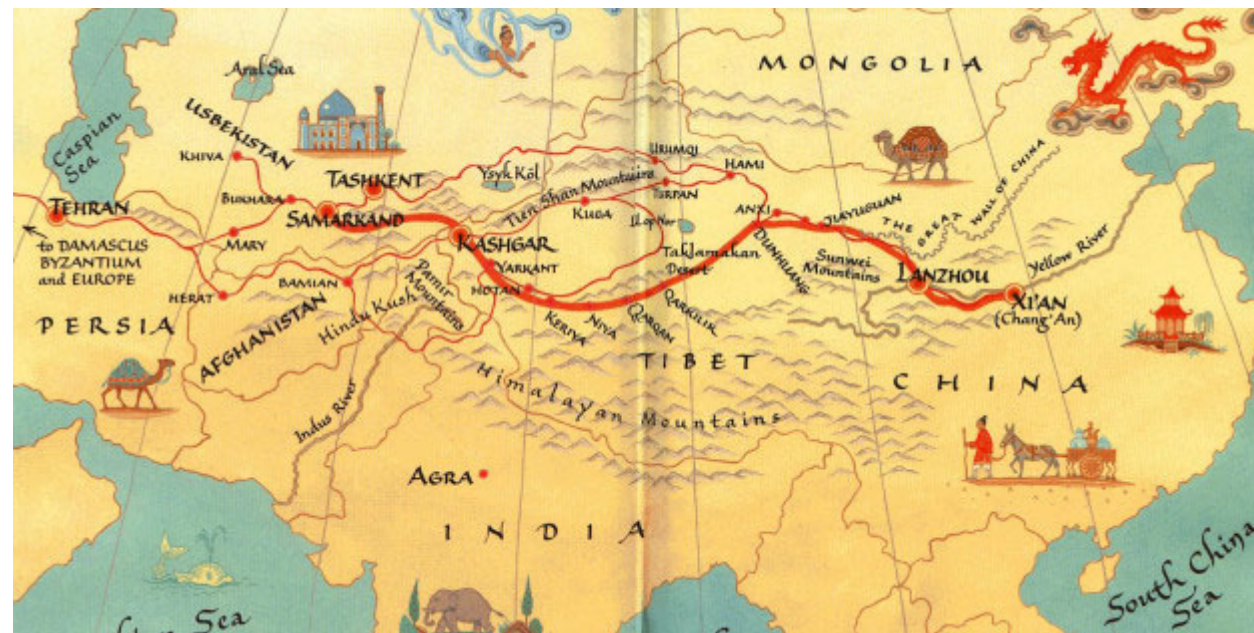 MONGOLIA
Aral Sea
Caspian
Sea
USBEKISTAN
KHIVA
TASHKENT
Ysyk Köl
URUMQI
HAMI
Tien Shan Mountains
TURPAN
BUKHARA
SAMARKAND
KUGA
Lop Nor
ANXI
JIAYUGUAN
THE GREAT WALL OF CHINA
TEHRAN
MARY
KASHGAR
to DAMASCUS
BYZANTIUM
and EUROPE
Taklamakan
Desert
DUNHUANG
Sunwei
Mountains
Yellow River
LANZHOU
YARKANT
HOTAN
HERAT
BAMIAN
Pamir
Mountains
Hindu Kush
XI'AN
(Chang'An)
KERIYA
NIYA
QARQAN
QARKILIK
PERSIA
AFGHANISTAN
TIBET
CHINA
Himalayan Mountains
Indus River
AGRA
INDIA
South China
Sea
Sea